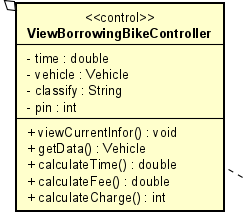 <<control>>
ViewBorrowingBikeController
- time : double
- vehicle : Vehicle
- classify : String
- pin : int
+ viewCurrentInfor() : void
+ getData() : Vehicle
+ calculateTime() : double
+ calculateFee() : double
+ calculateCharge() : int